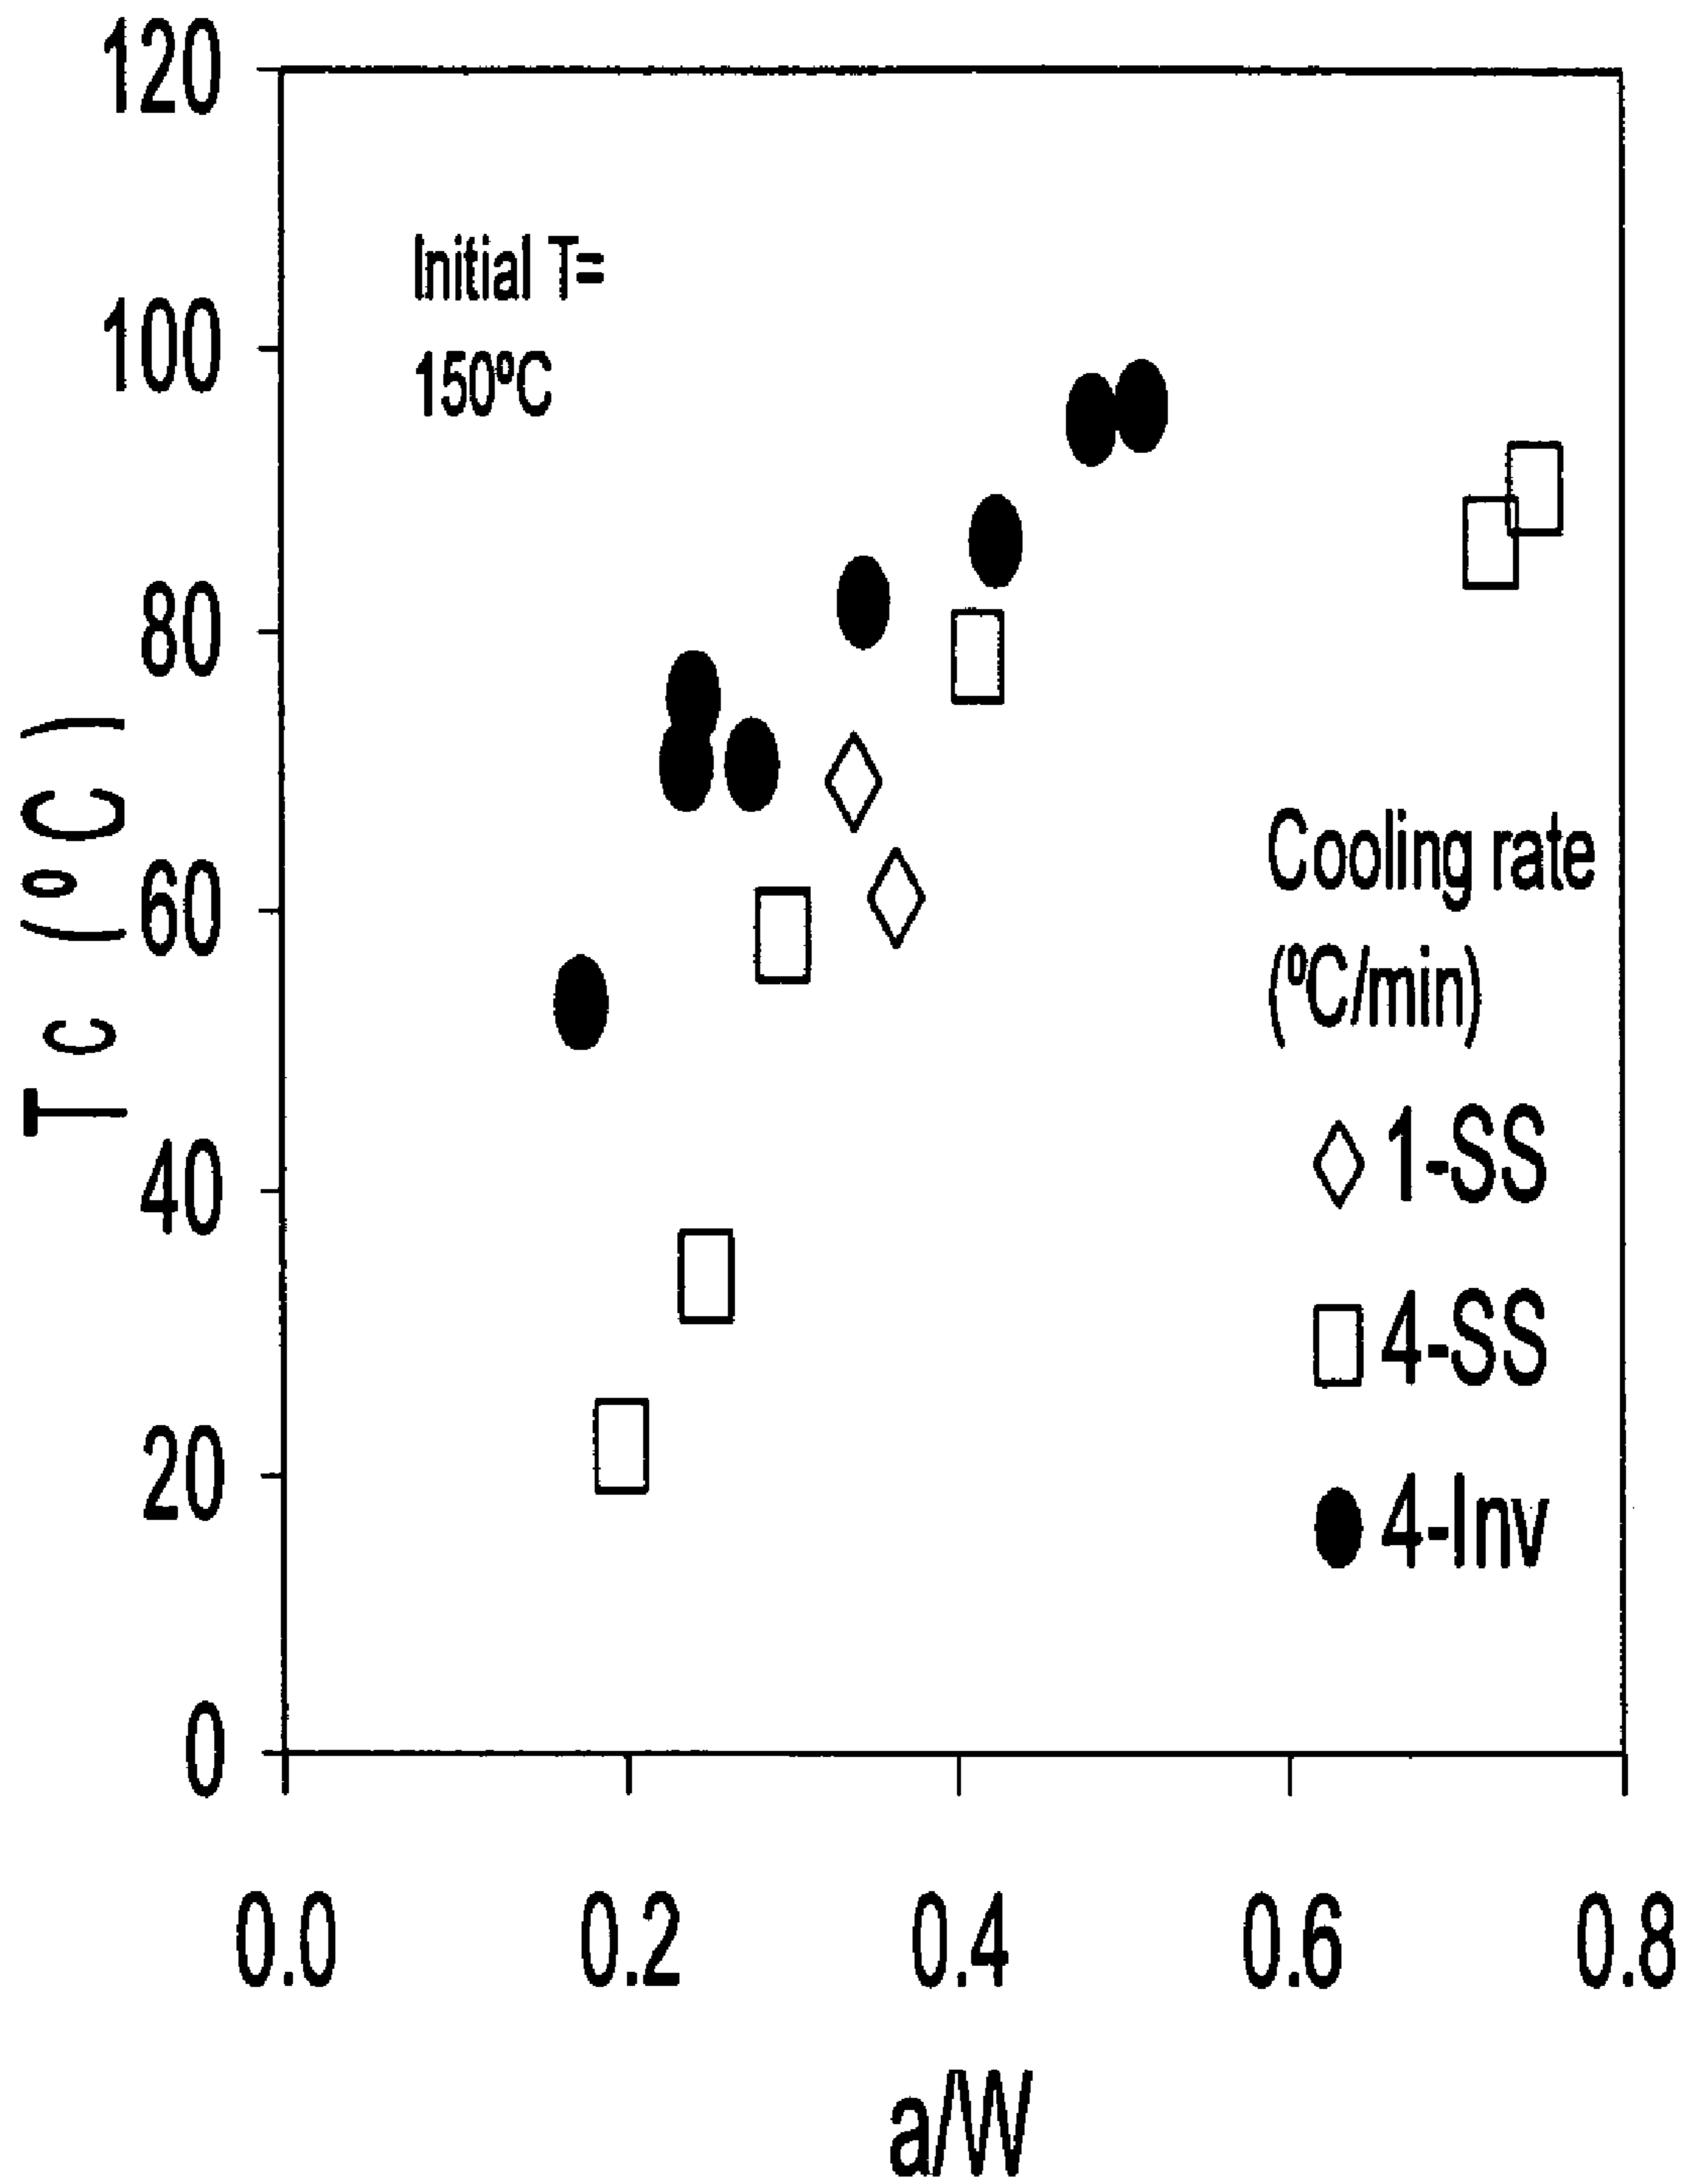 120
100
80
60
40
20
0
Tc (ºC)
Initial T=
150ºC
Cooling rate
(ºC/min)
1-SS
4-SS
4-Inv
0.0 0.2 0.4 0.6 0.8
a/W